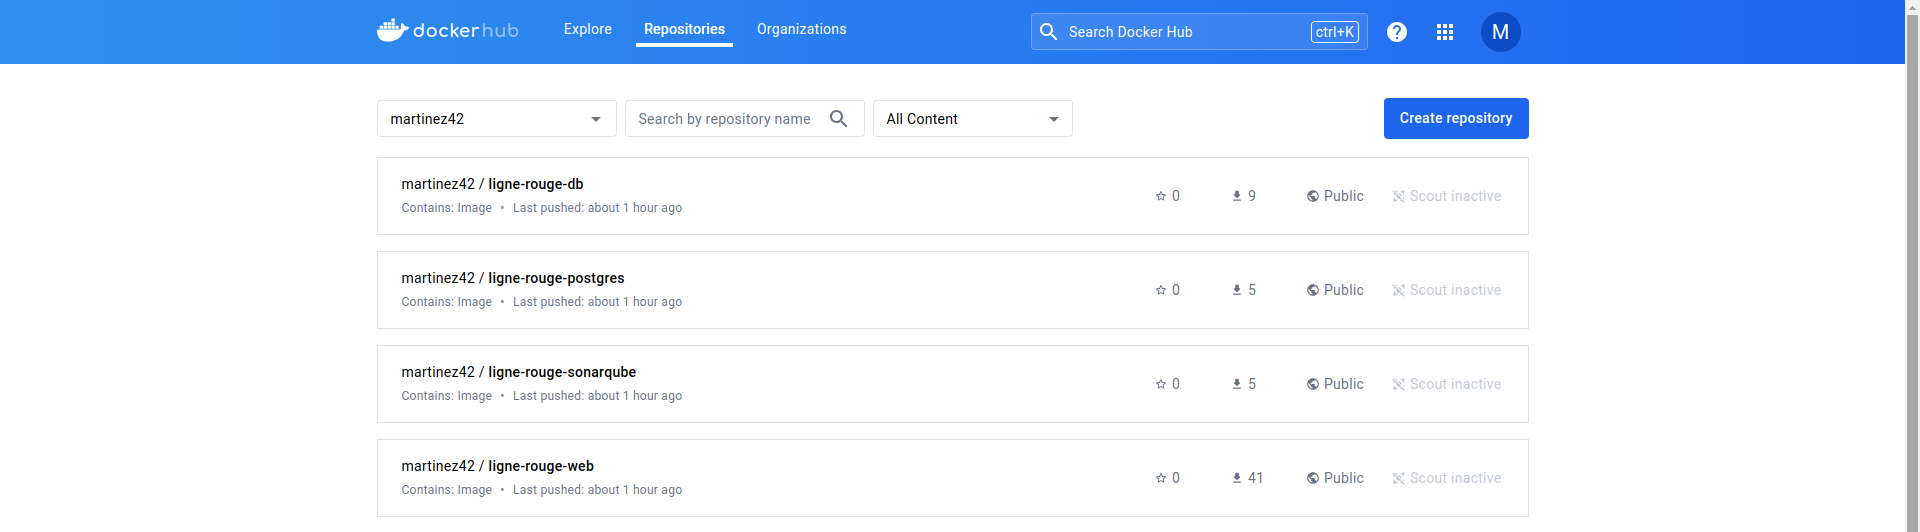 dockerhub Explore Repositories Organizations Search Docker Hub ctrl+K ? M
martinez42 Search by repository name All Content Create repository
martinez42 / ligne-rouge-db
Contains: Image • Last pushed: about 1 hour ago
0 9 Public Scout inactive
martinez42 / ligne-rouge-postgres
Contains: Image • Last pushed: about 1 hour ago
0 5 Public Scout inactive
martinez42 / ligne-rouge-sonarqube
Contains: Image • Last pushed: about 1 hour ago
0 5 Public Scout inactive
martinez42 / ligne-rouge-web
Contains: Image • Last pushed: about 1 hour ago
0 41 Public Scout inactive